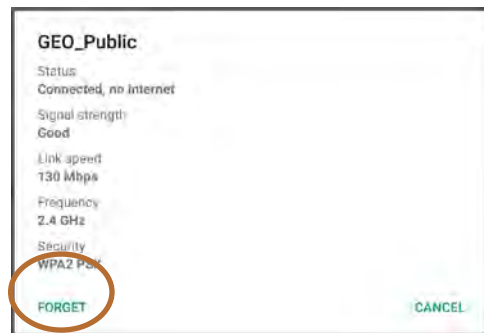 GEO_Public
Status
Connected, no Internet
Signal strength
Good
Link speed
130 Mbps
Frequency
2.4 GHz
Security
WPA2 PSK
FORGET
CANCEL